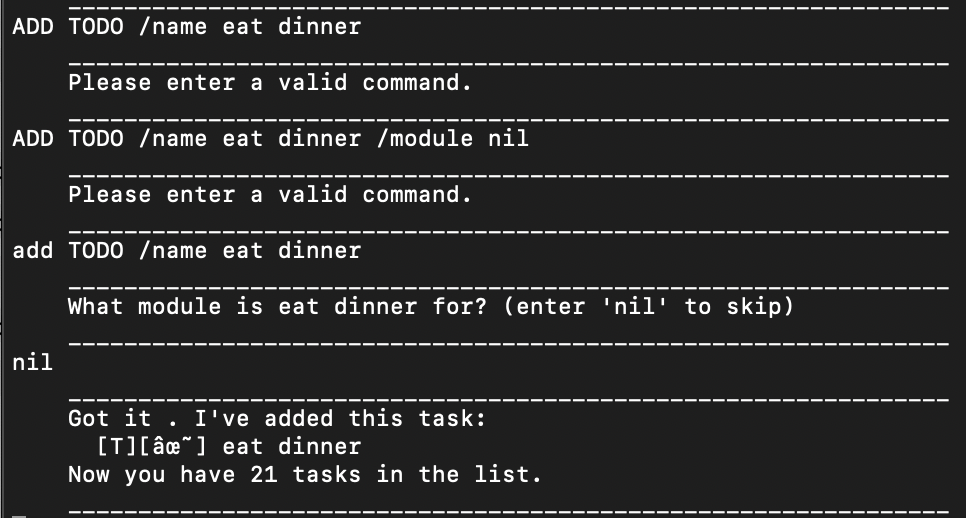 ADD TODO /name eat dinner
____________________________________________________________
Please enter a valid command.
____________________________________________________________
ADD TODO /name eat dinner /module nil
____________________________________________________________
Please enter a valid command.
____________________________________________________________
add TODO /name eat dinner
____________________________________________________________
What module is eat dinner for? (enter 'nil' to skip)
____________________________________________________________
nil
____________________________________________________________
Got it . I've added this task:
[T][âœ˜] eat dinner
Now you have 21 tasks in the list.
____________________________________________________________